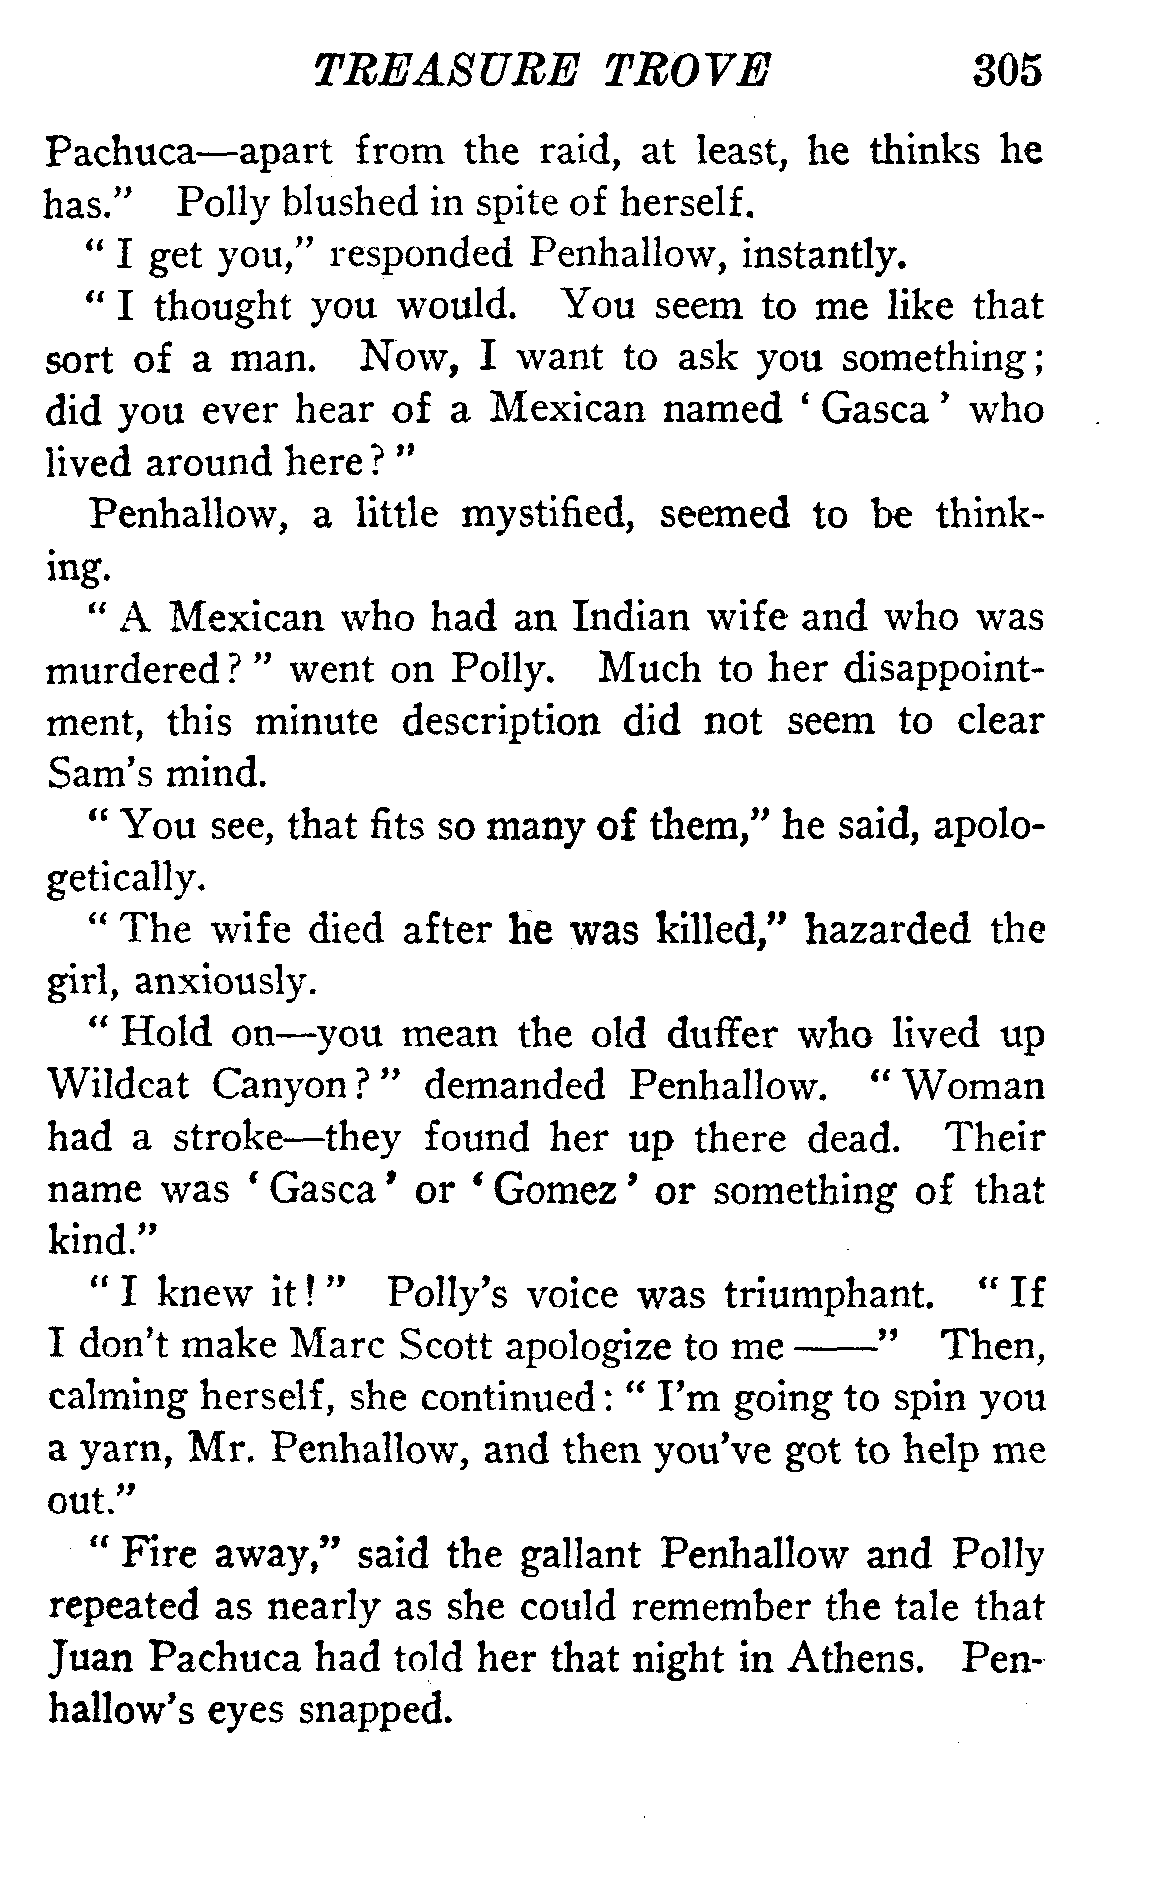 TREASURE TROVE 305
Pachuca—apart from the raid, at least, he thinks he
has.” Polly blushed in spite of herself.
“ I get you,” responded Penhallow, instantly.
“ I thought you would. You seem to me like that
sort of a man. Now, I want to ask you something;
did you ever hear of a Mexican named ‘ Gasca ’ who
lived around here? ”
Penhallow, a little mystified, seemed to be think-
ing.
“ A Mexican who had an Indian wife and who was
murdered? ” went on Polly. Much to her disappoint-
ment, this minute description did not seem to clear
Sam’s mind.
“ You see, that fits so many of them,” he said, apolo-
getically.
“ The wife died after he was killed,” hazarded the
girl, anxiously.
“ Hold on—you mean the old duffer who lived up
Wildcat Canyon? ” demanded Penhallow. “ Woman
had a stroke—they found her up there dead. Their
name was ‘ Gasca ’ or ‘ Gomez ’ or something of that
kind.”
“ I knew it! ” Polly’s voice was triumphant. “ If
I don’t make Marc Scott apologize to me ——” Then,
calming herself, she continued: “ I’m going to spin you
a yarn, Mr. Penhallow, and then you’ve got to help me
out.”
“ Fire away,” said the gallant Penhallow and Polly
repeated as nearly as she could remember the tale that
Juan Pachuca had told her that night in Athens. Pen-
hallow’s eyes snapped.